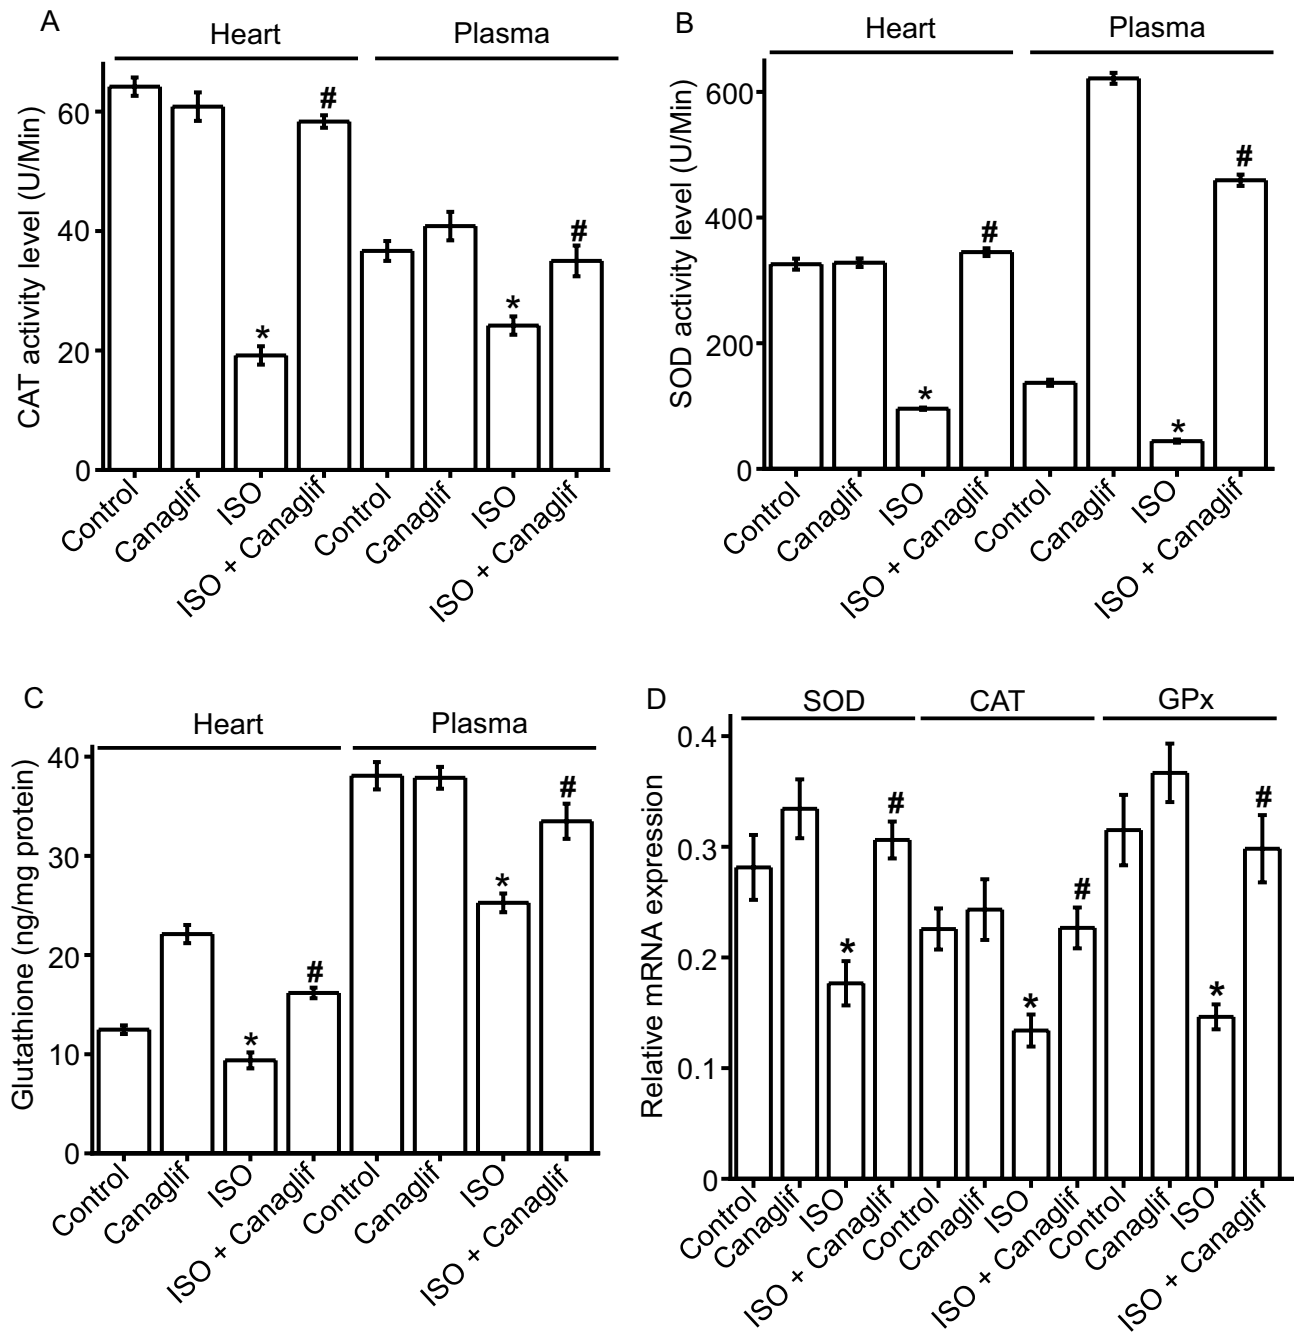 A
Heart
Plasma
CAT activity level (U/Min)
60
40
20
0
#
*
*
#
Control
Canaglif
ISO
ISO + Canaglif
Control
Canaglif
ISO
ISO + Canaglif
B
Heart
Plasma
SOD activity level (U/Min)
600
400
200
0
*
#
*
#
Control
Canaglif
ISO
ISO + Canaglif
Control
Canaglif
ISO
ISO + Canaglif
C
Heart
Plasma
Glutathione (ng/mg protein)
40
30
20
10
0
*
#
*
#
Control
Canaglif
ISO
ISO + Canaglif
Control
Canaglif
ISO
ISO + Canaglif
D
SOD
CAT
GPx
Relative mRNA expression
0.4
0.3
0.2
0.1
0
*
#
*
#
*
#
Control
Canaglif
ISO
ISO + Canaglif
Control
Canaglif
ISO
ISO + Canaglif
Control
Canaglif
ISO
ISO + Canaglif